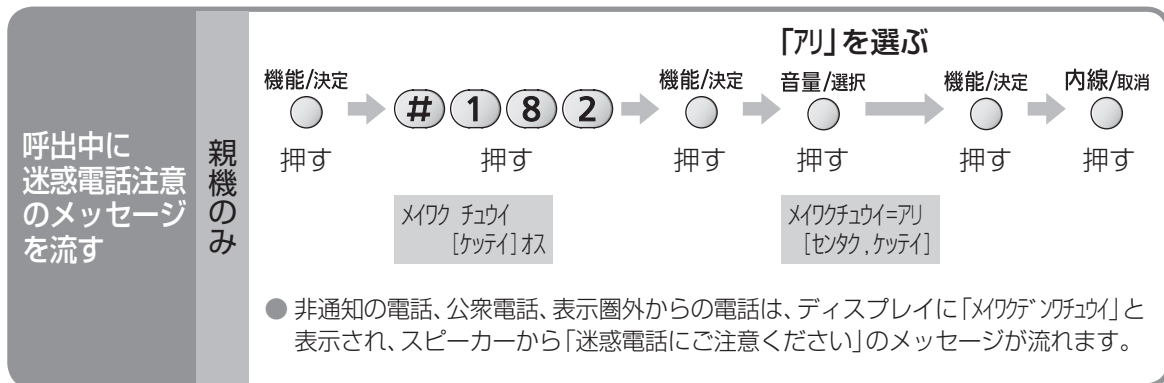 呼出中に
迷惑電話注意
のメッセージ
を流す
親機のみ
「ｱﾘ」を選ぶ
機能/決定 機能/決定 音量/選択 機能/決定 内線/取消
# 1 8 2
押す 押す 押す 押す 押す 押す
ﾒｲﾜｸ ﾁｭｳｲ
[ｹｯﾃｲ]ｵｽ
ﾒｲﾜｸﾁｭｳｲ=ｱﾘ
[ｾﾝﾀｸ,ｹｯﾃｲ]
● 非通知の電話、公衆電話、表示圏外からの電話は、ディスプレイに「ﾒｲﾜｸﾃﾞﾝﾜﾁｭｳｲ」と
表示され、スピーカーから「迷惑電話にご注意ください」のメッセージが流れます。